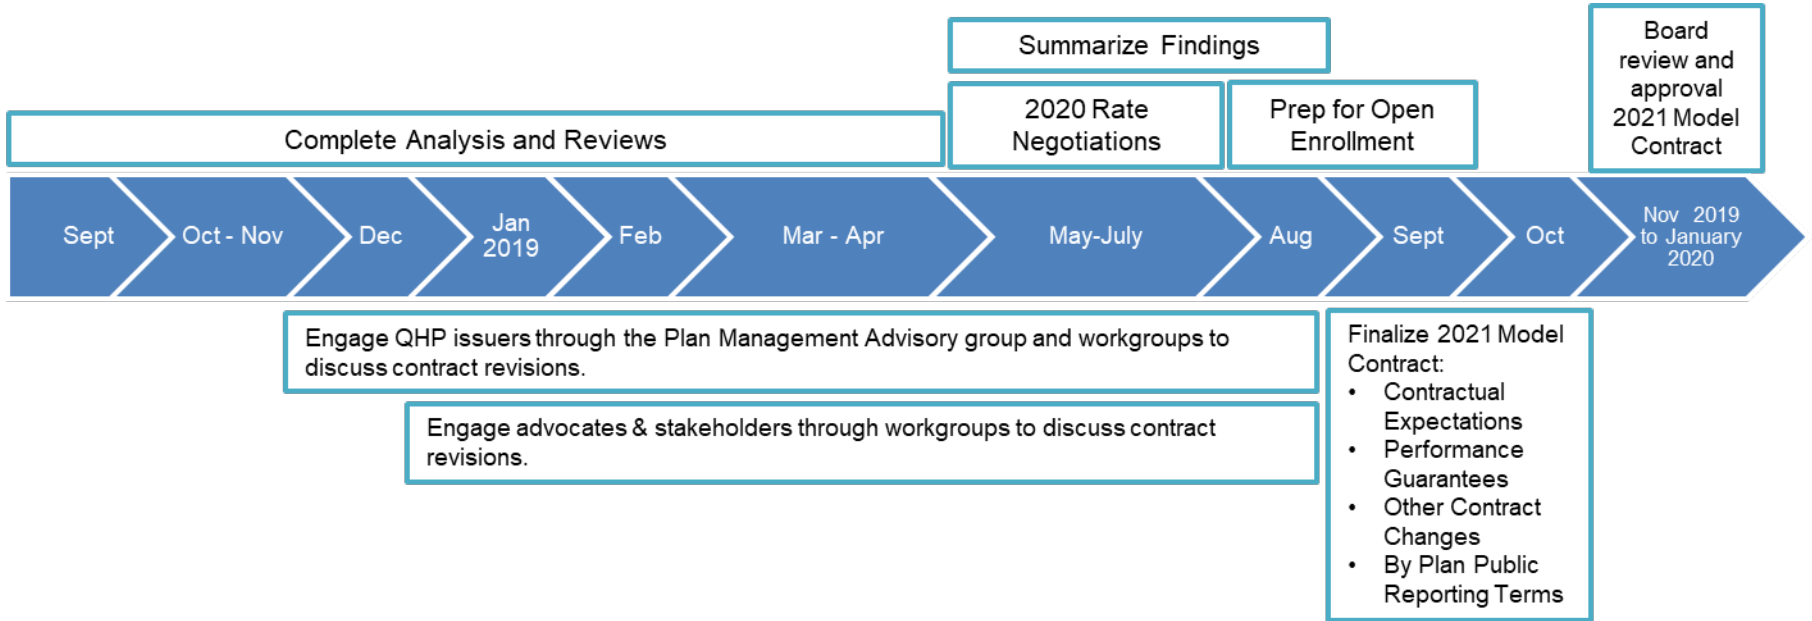 Summarize Findings
Board
review and
approval
2021 Model
Contract
2020 Rate
Negotiations
Prep for Open
Enrollment
Complete Analysis and Reviews
Sept
Oct - Nov
Dec
Jan
2019
Feb
Mar - Apr
May-July
Aug
Sept
Oct
Nov 2019
to January
2020
Engage QHP issuers through the Plan Management Advisory group and workgroups to
discuss contract revisions.
Engage advocates & stakeholders through workgroups to discuss contract
revisions.
Finalize 2021 Model
Contract:
• Contractual
Expectations
• Performance
Guarantees
• Other Contract
Changes
• By Plan Public
Reporting Terms